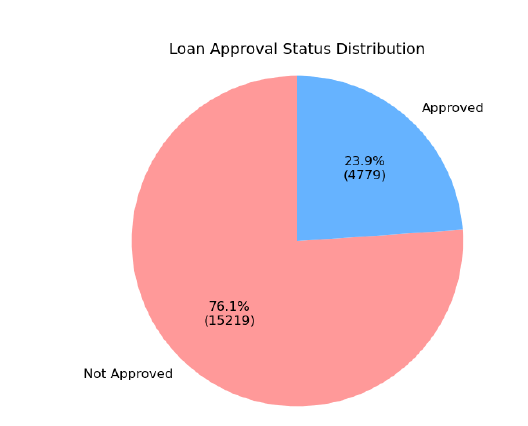 Loan Approval Status Distribution
Approved
23.9%
(4779)
76.1%
(15219)
Not Approved